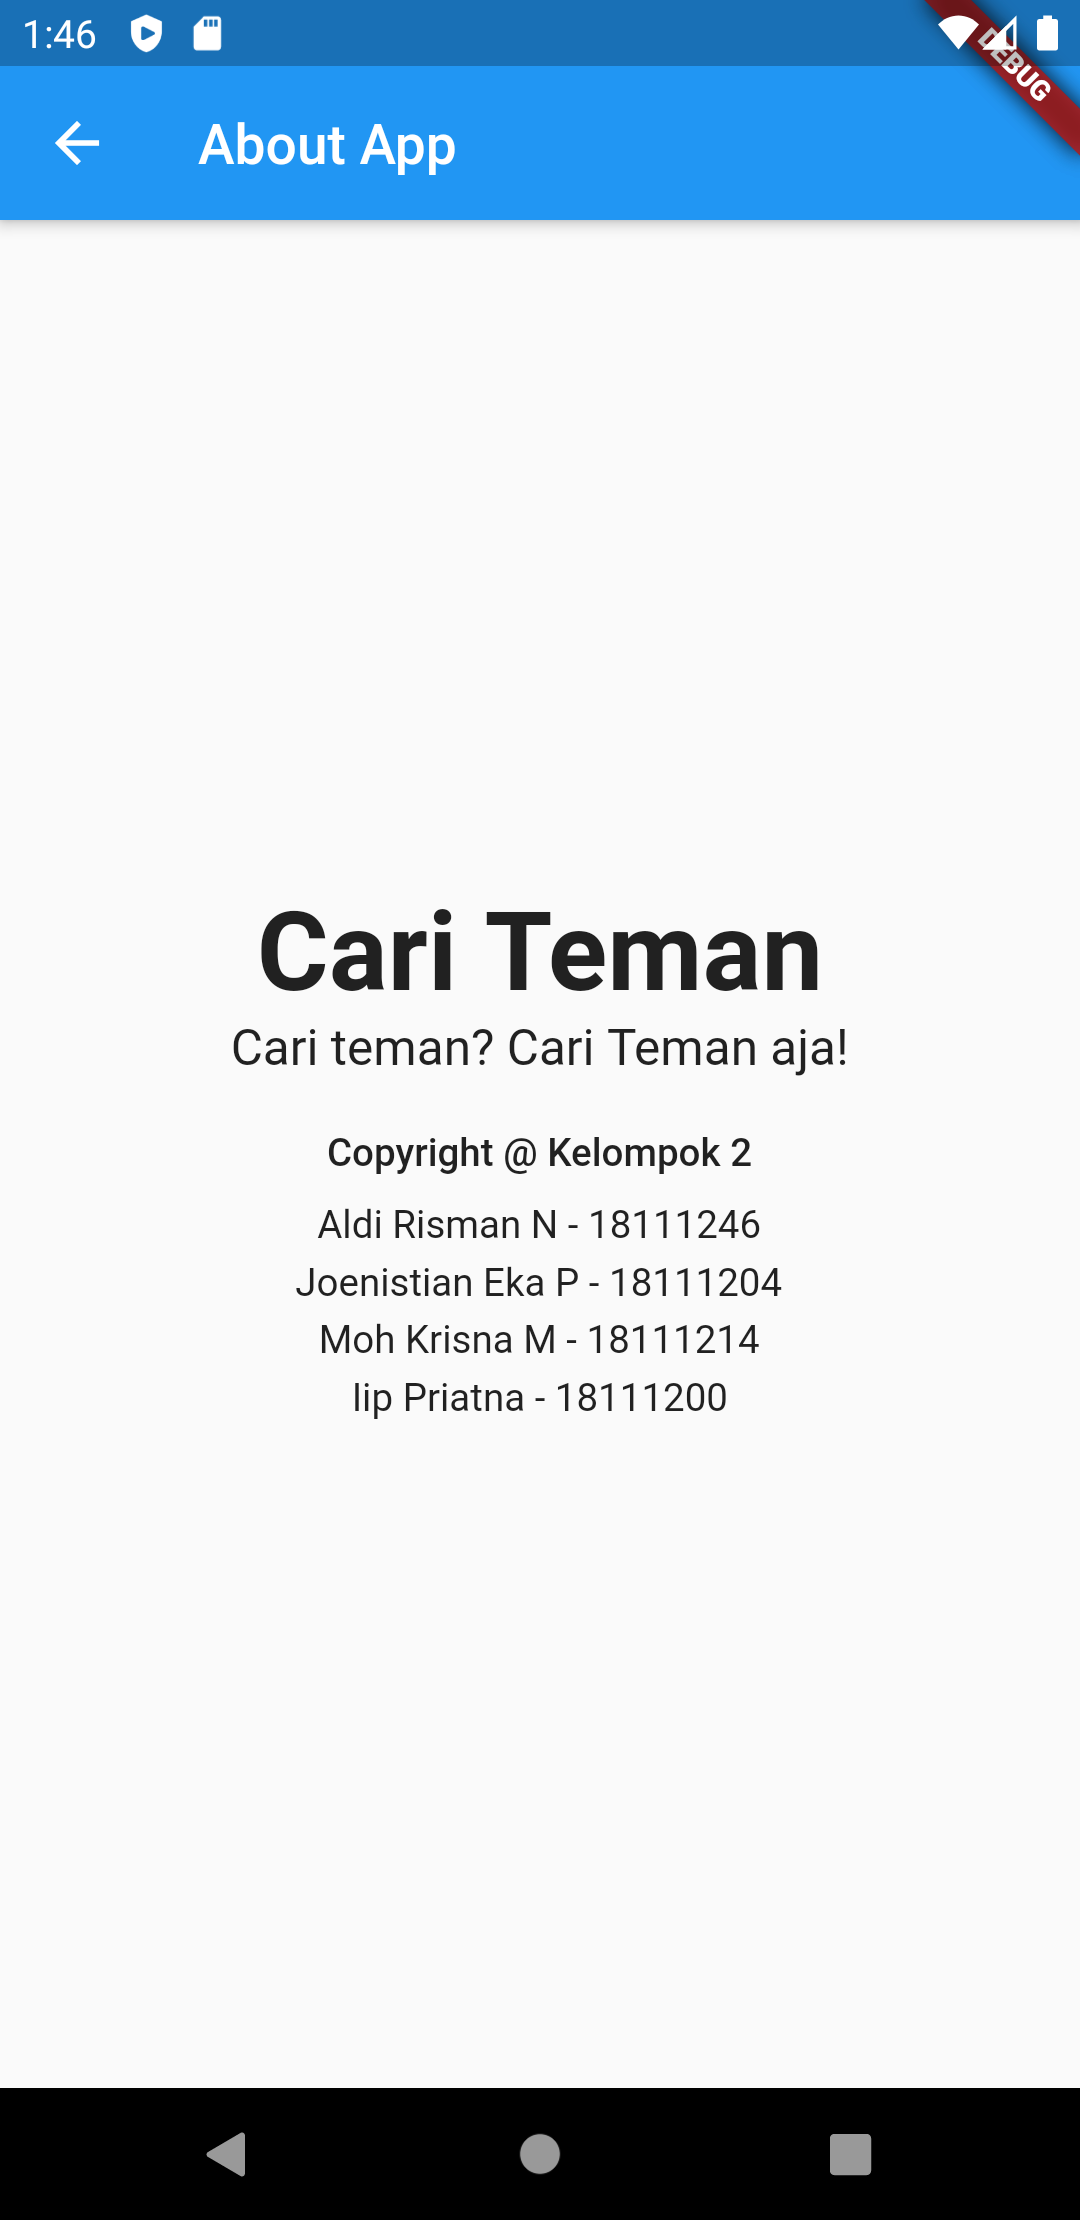 1:46
DEBUG
About App
Cari Teman
Cari teman? Cari Teman aja!
Copyright @ Kelompok 2
Aldi Risman N - 18111246
Joenistian Eka P - 18111204
Moh Krisna M - 18111214
Iip Priatna - 18111200